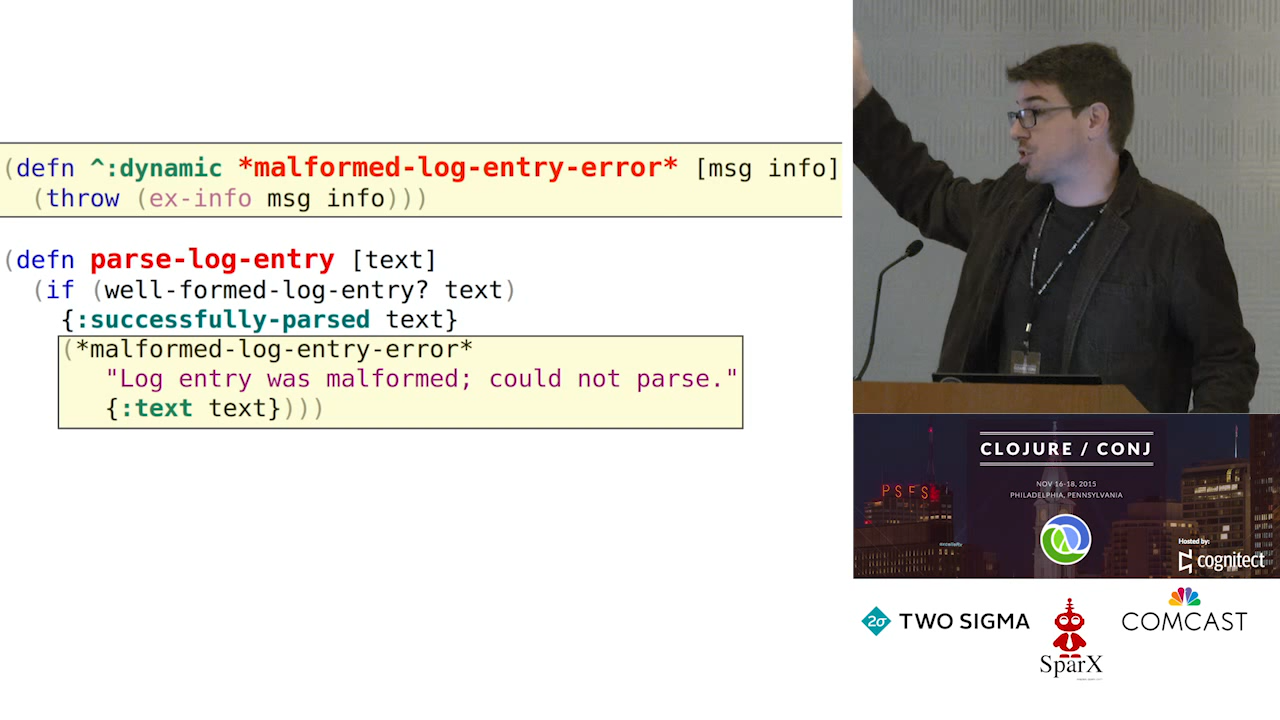 (defn ^:dynamic *malformed-log-entry-error* [msg info]
(throw (ex-info msg info)))
(defn parse-log-entry [text]
(if (well-formed-log-entry? text)
{:successfully-parsed text}
(*malformed-log-entry-error*
"Log entry was malformed; could not parse."
{:text text})))
CLOJURE / CONJ
NOV 16-18, 2015
PHILADELPHIA, PENNSYLVANIA
PSFS
Hosted by:
cognitect
2σ TWO SIGMA
SparX
COMCAST